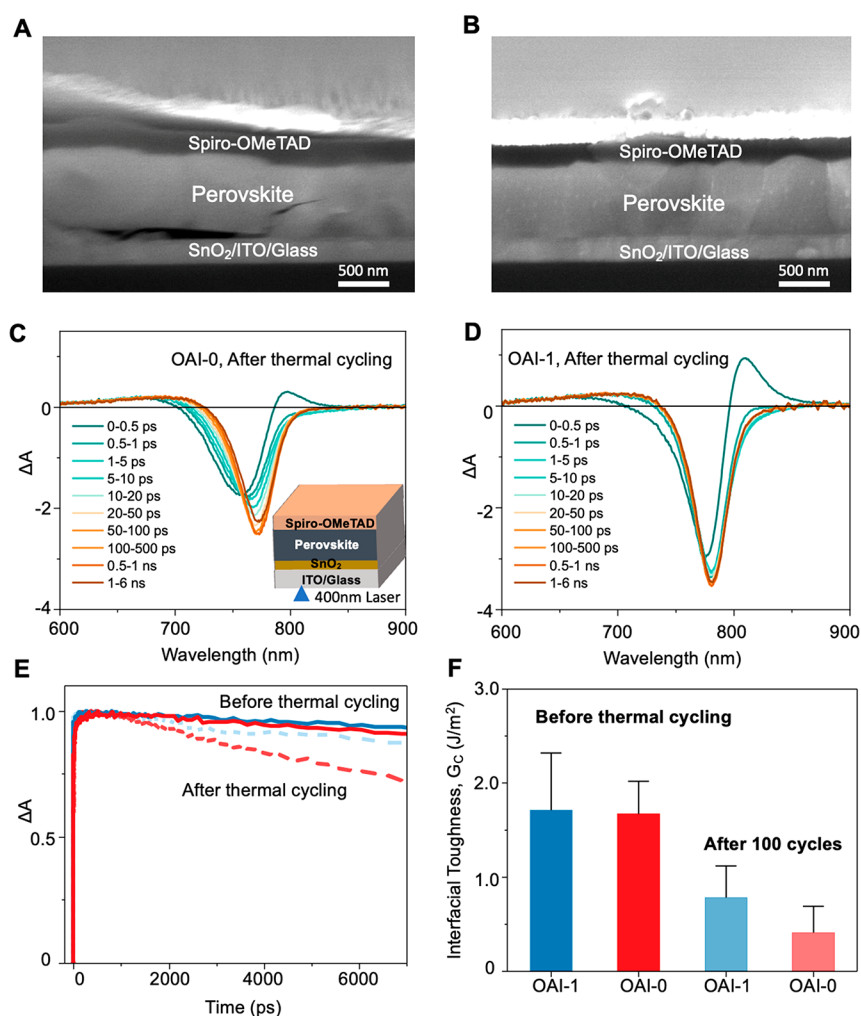 A
Spiro-OMeTAD
Perovskite
SnO₂/ITO/Glass
500 nm
B
Spiro-OMeTAD
Perovskite
SnO₂/ITO/Glass
500 nm
C
OAI-0, After thermal cycling
0
-2
-4
ΔA
0-0.5 ps
0.5-1 ps
1-5 ps
5-10 ps
10-20 ps
20-50 ps
50-100 ps
100-500 ps
0.5-1 ns
1-6 ns
Spiro-OMeTAD
Perovskite
SnO₂
ITO/Glass
400nm Laser
600 700 800 900
Wavelength (nm)
D
OAI-1, After thermal cycling
0
-2
-4
ΔA
0-0.5 ps
0.5-1 ps
1-5 ps
5-10 ps
10-20 ps
20-50 ps
50-100 ps
100-500 ps
0.5-1 ns
1-6 ns
600 700 800 900
Wavelength (nm)
E
Before thermal cycling
After thermal cycling
1.0
0.5
0
ΔA
0 2000 4000 6000
Time (ps)
F
Before thermal cycling
After 100 cycles
3.0
2.0
1.0
0
Interfacial Toughness, G_C (J/m²)
OAI-1 OAI-0 OAI-1 OAI-0